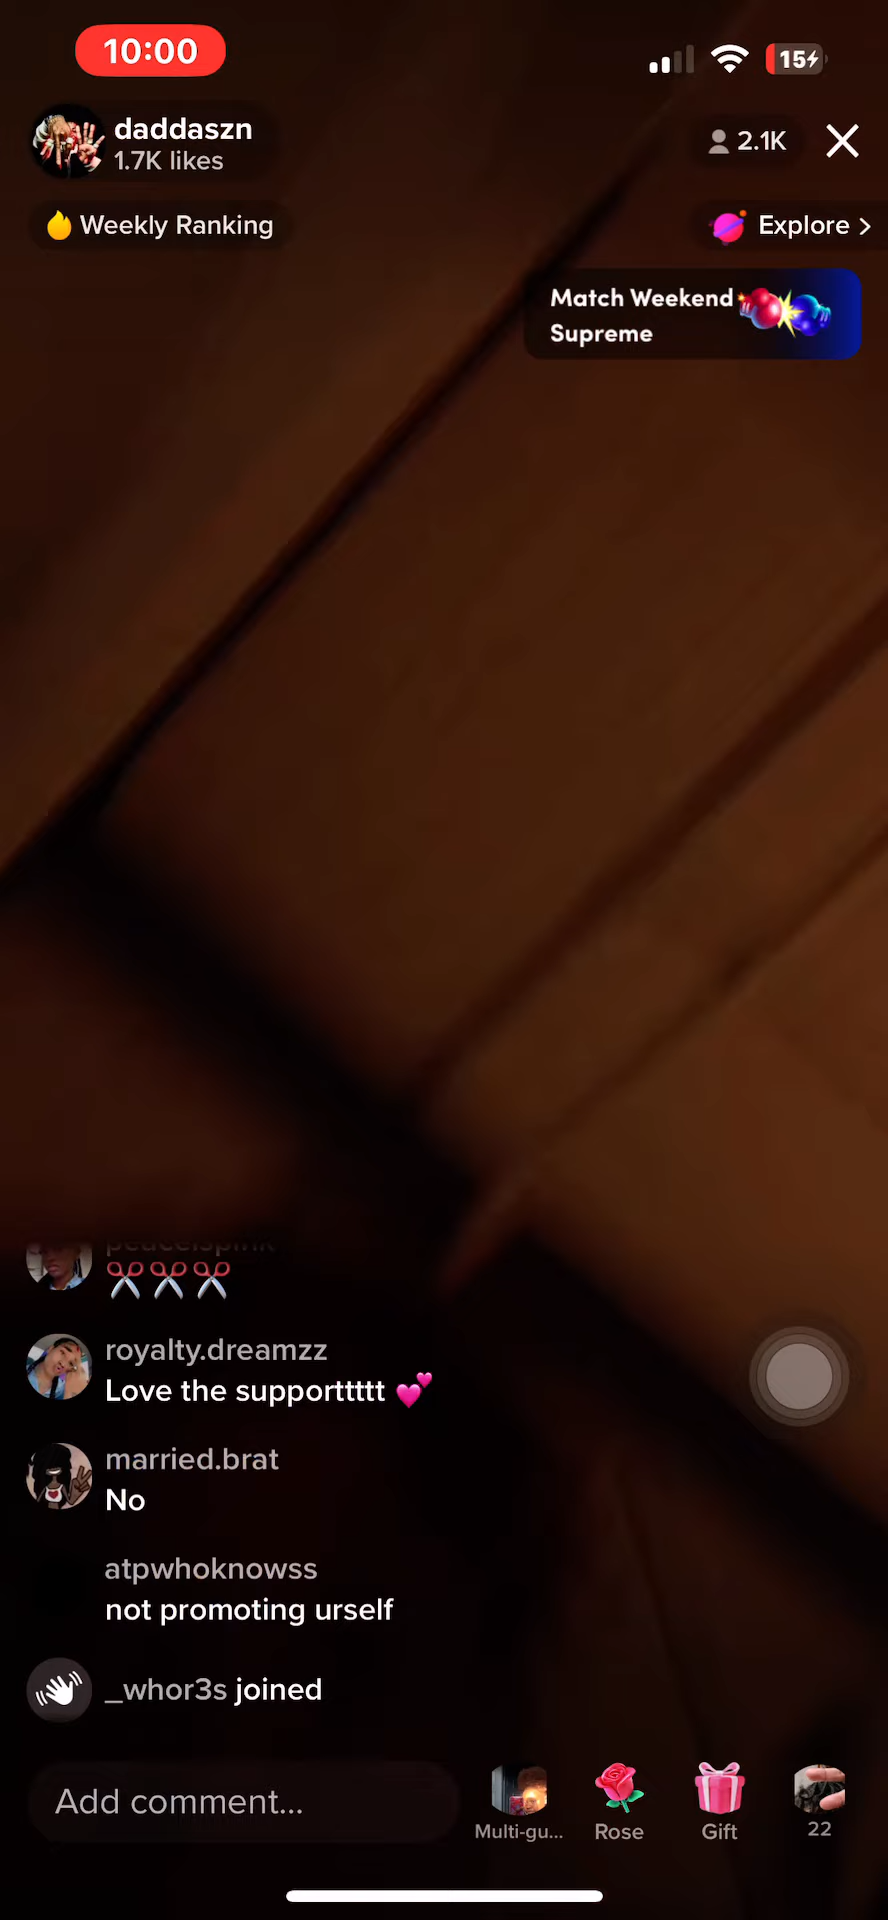 10:00
15
daddaszn
1.7K likes
2.1K
Weekly Ranking
Explore >
Match Weekend
Supreme
peacelspink
royalty.dreamzz
Love the supporttttt
married.brat
No
atpwhoknowss
not promoting urself
_whor3s joined
Add comment...
Multi-gu...
Rose
Gift
22